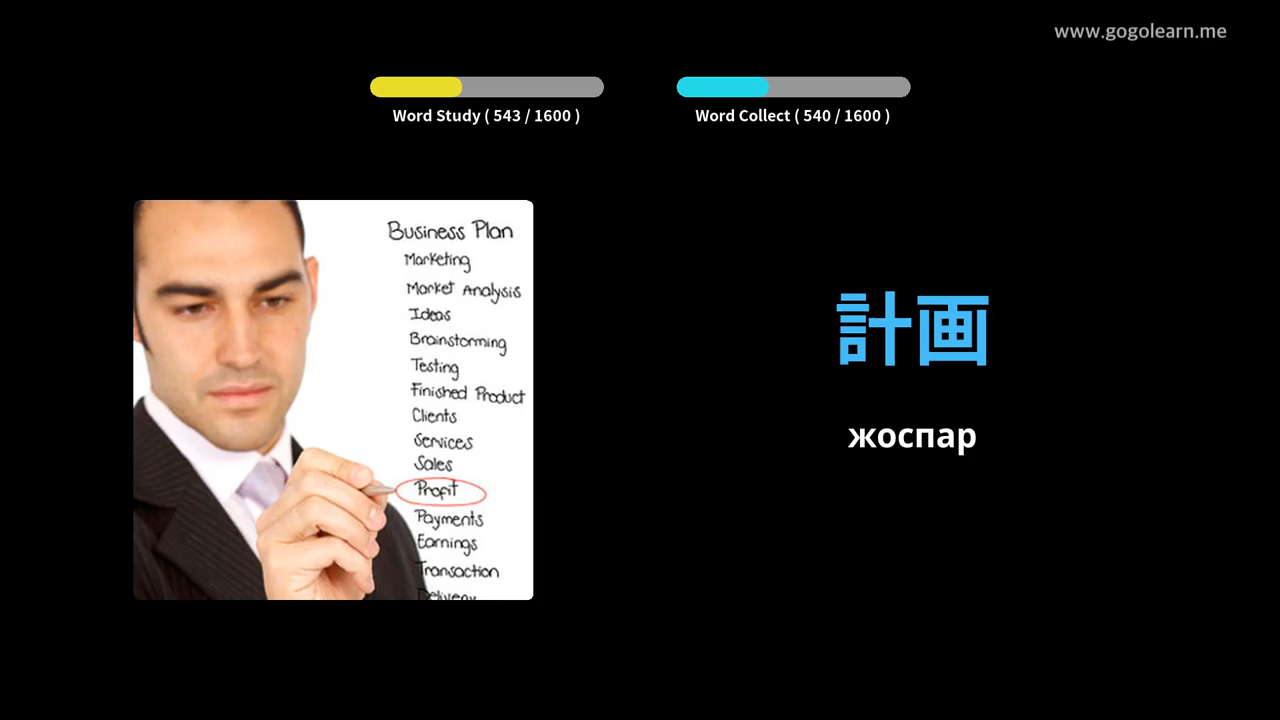 www.gogolearn.me
Word Study ( 543 / 1600 )
Word Collect ( 540 / 1600 )
Business Plan
Marketing
Market Analysis
Ideas
Brainstorming
Testing
Finished Product
Clients
Services
Sales
Profit
Payments
Earnings
Transaction
Delivery
計画
жоспар